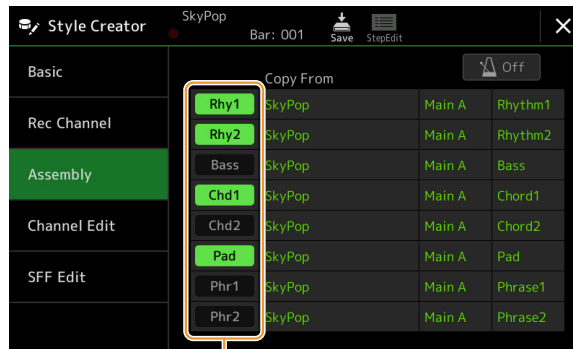 Style Creator
SkyPop
Bar: 001
Save
StepEdit
Basic
Rec Channel
Assembly
Channel Edit
SFF Edit
Copy From
Off
Rhy1 SkyPop Main A Rhythm1
Rhy2 SkyPop Main A Rhythm2
Bass SkyPop Main A Bass
Chd1 SkyPop Main A Chord1
Chd2 SkyPop Main A Chord2
Pad SkyPop Main A Pad
Phr1 SkyPop Main A Phrase1
Phr2 SkyPop Main A Phrase2